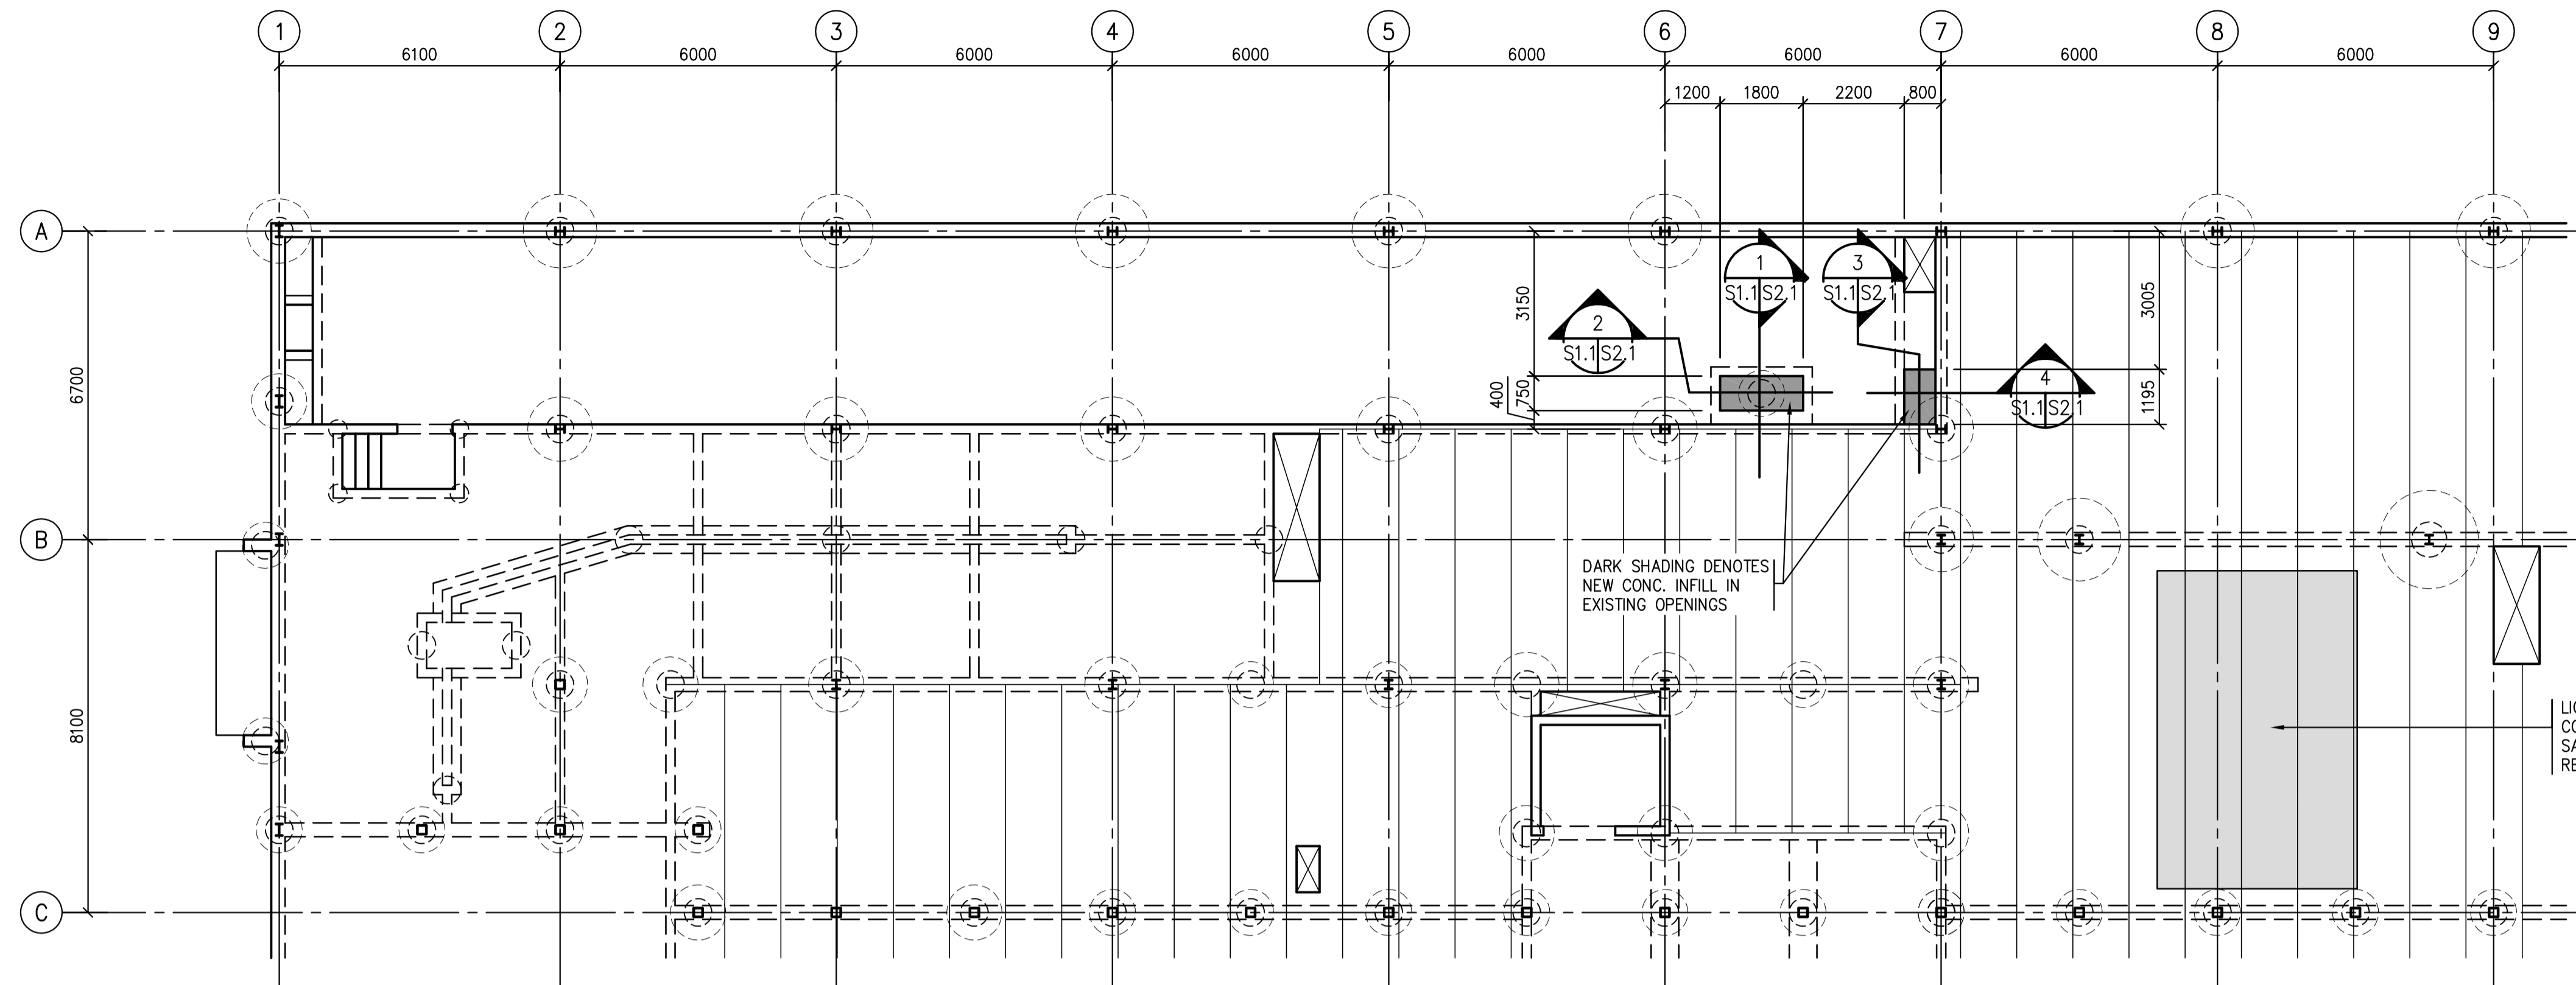 1 2 3 4 5 6 7 8 9
6100 6000 6000 6000 6000 6000 6000 6000
1200 1800 2200 800
A
1
S1.1 S2.1
3
S1.1 S2.1
3150
3005
2
S1.1 S2.1
6700
4
S1.1 S2.1
400
750
1195
B
DARK SHADING DENOTES
NEW CONC. INFILL IN
EXISTING OPENINGS
8100
C